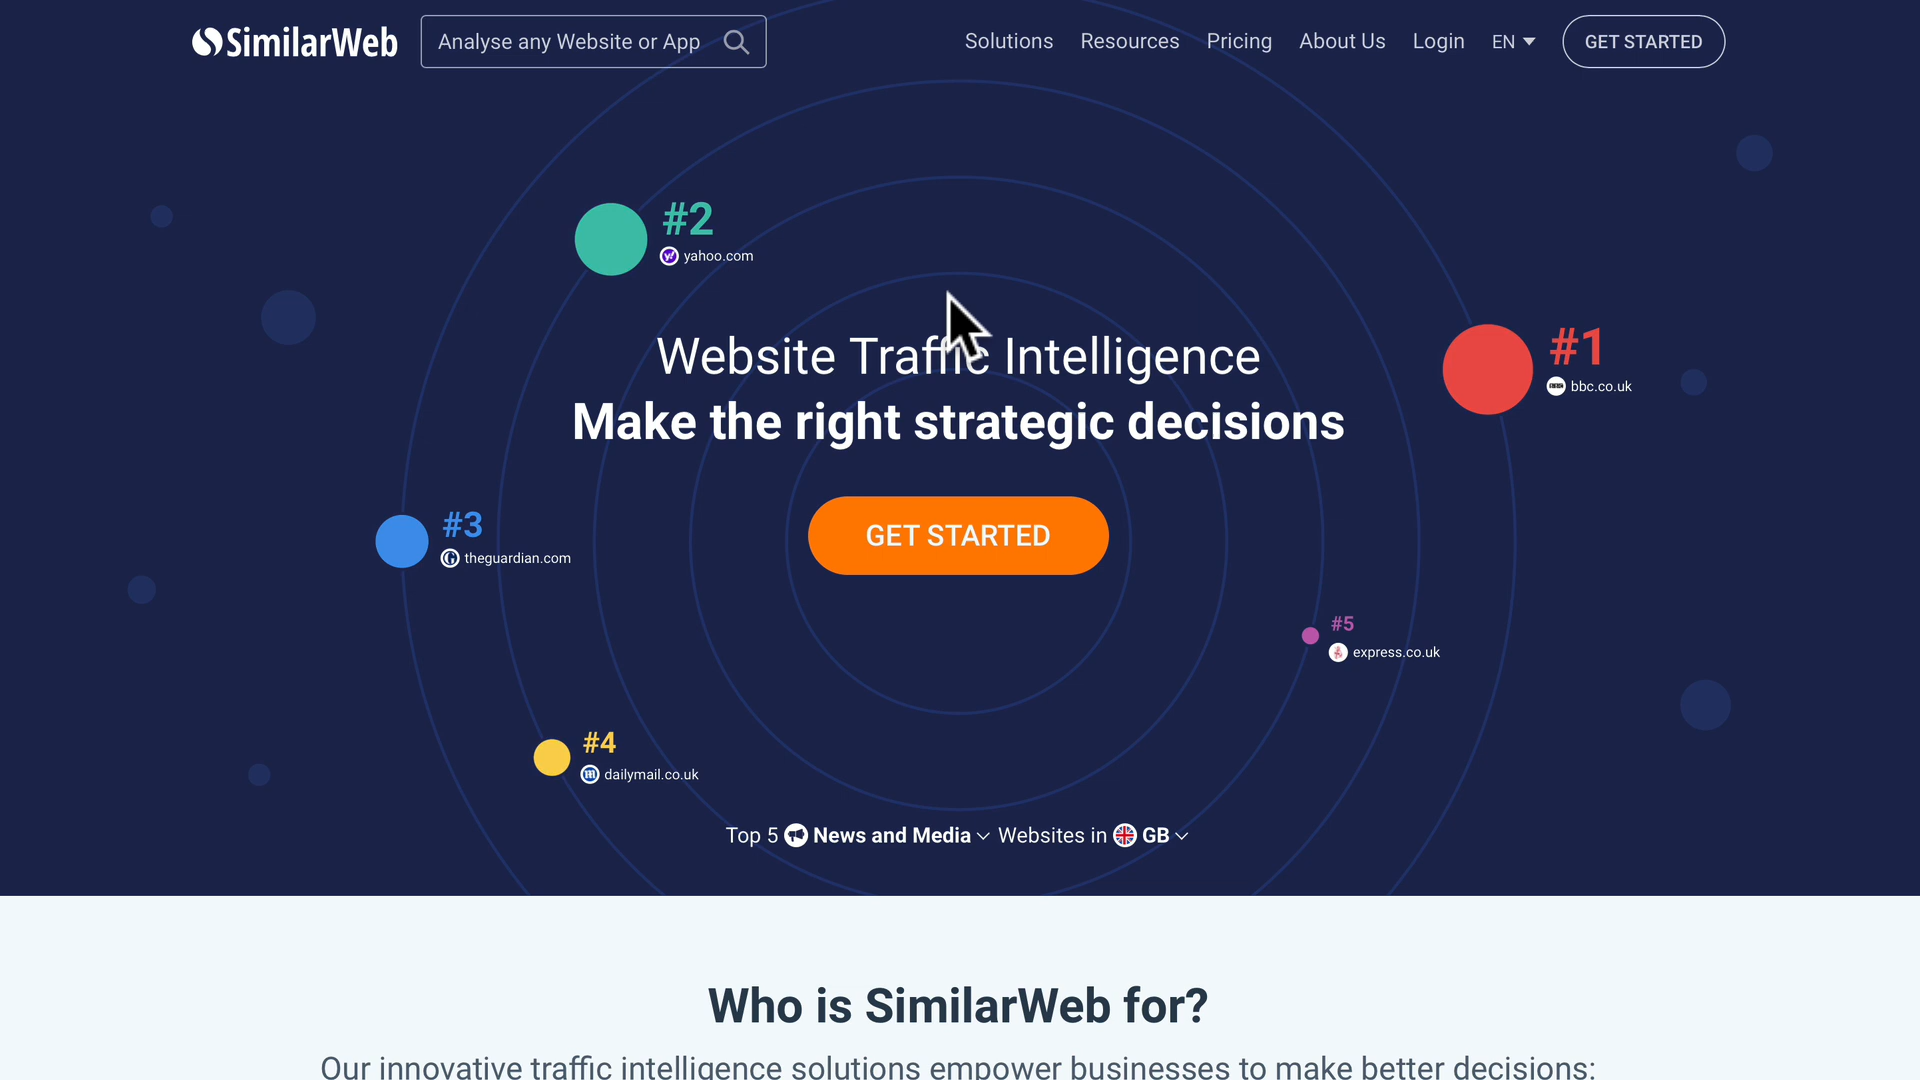 SimilarWeb
Analyse any Website or App
Solutions
Resources
Pricing
About Us
Login
EN
GET STARTED
#2
yahoo.com
#1
bbc.co.uk
Website Traffic Intelligence
Make the right strategic decisions
#3
theguardian.com
GET STARTED
#5
express.co.uk
#4
dailymail.co.uk
Top 5 News and Media Websites in GB
Who is SimilarWeb for?
Our innovative traffic intelligence solutions empower businesses to make better decisions: